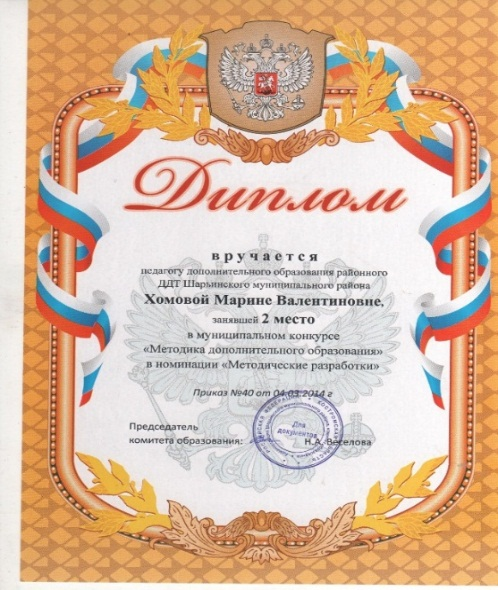 Диплом
вручается
педагогу дополнительного образования районного
ДДТ Шарьинского муниципального района
Хомовой Марине Валентиновне,
занявшей 2 место
в муниципальном конкурсе
«Методика дополнительного образования»
в номинации «Методические разработки»
Приказ №40 от 04.03.2014 г
Председатель
комитета образования: Н.А. Веселова
Для
документов